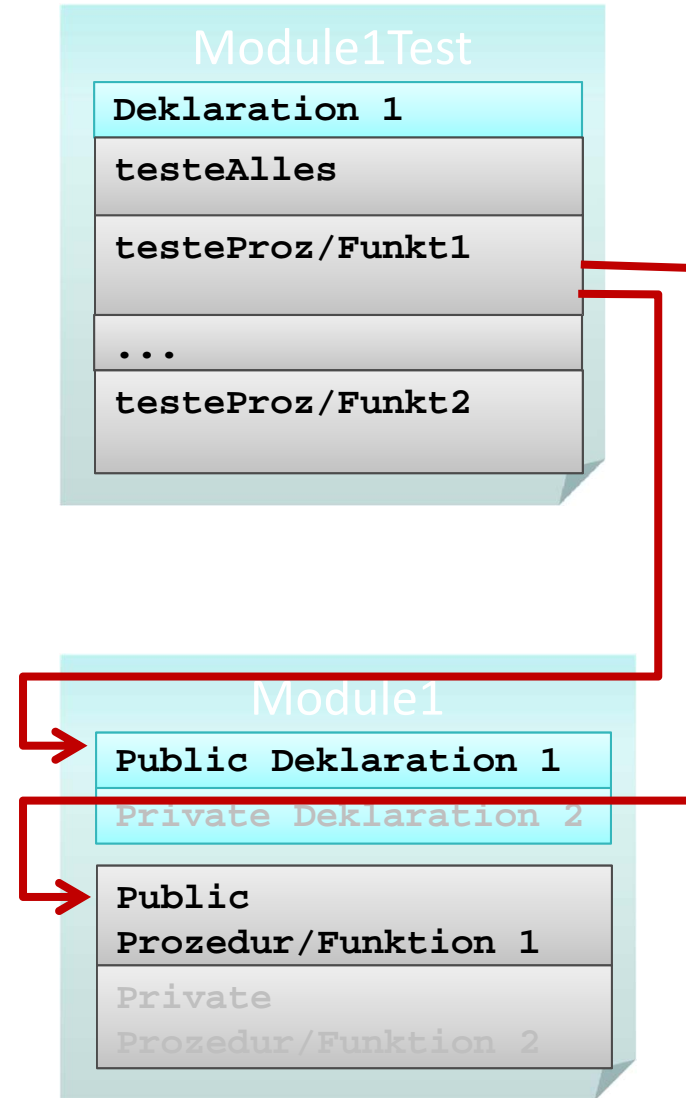 Module1Test
Deklaration 1
testeAlles
testeProz/Funkt1
...
testeProz/Funkt2
Module1
Public Deklaration 1
Private Deklaration 2
Public
Prozedur/Funktion 1
Private
Prozedur/Funktion 2